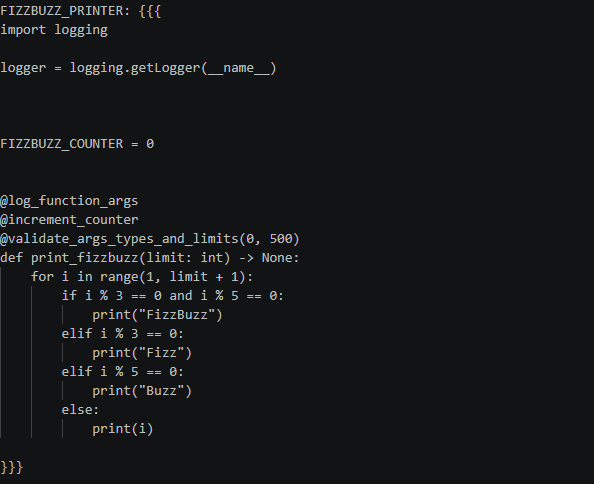 FIZZBUZZ_PRINTER: {{{
import logging

logger = logging.getLogger(__name__)



FIZZBUZZ_COUNTER = 0


@log_function_args
@increment_counter
@validate_args_types_and_limits(0, 500)
def print_fizzbuzz(limit: int) -> None:
    for i in range(1, limit + 1):
        if i % 3 == 0 and i % 5 == 0:
            print("FizzBuzz")
        elif i % 3 == 0:
            print("Fizz")
        elif i % 5 == 0:
            print("Buzz")
        else:
            print(i)

}}}